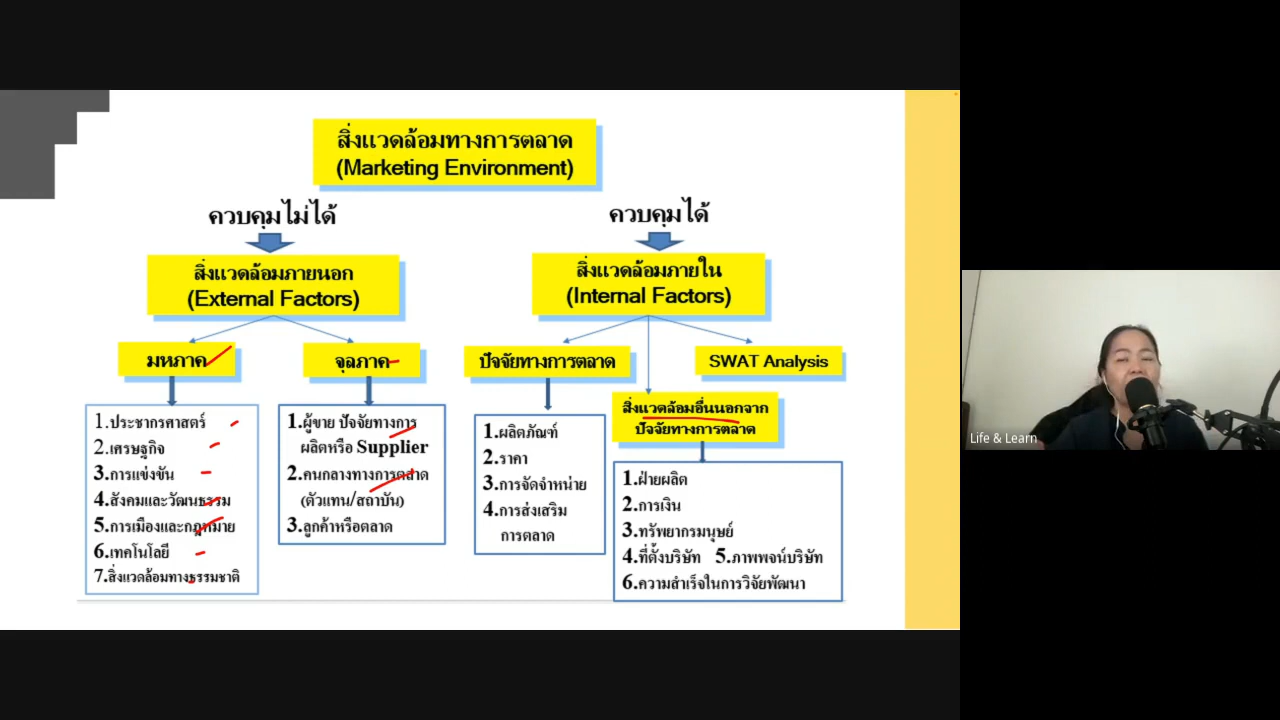 สิ่งแวดล้อมทางการตลาด
(Marketing Environment)
ควบคุมไม่ได้
สิ่งแวดล้อมภายนอก
(External Factors)
มหภาค
1.ประชากรศาสตร์
2.เศรษฐกิจ
3.การแข่งขัน
4.สังคมและวัฒนธรรม
5.การเมืองและกฎหมาย
6.เทคโนโลยี
7.สิ่งแวดล้อมทางธรรมชาติ
จุลภาค
1.ผู้ขาย ปัจจัยทางการ
ผลิตหรือ Supplier
2.คนกลางทางการตลาด
(ตัวแทน/สถาบัน)
3.ลูกค้าหรือตลาด
ควบคุมได้
สิ่งแวดล้อมภายใน
(Internal Factors)
ปัจจัยทางการตลาด
1.ผลิตภัณฑ์
2.ราคา
3.การจัดจำหน่าย
4.การส่งเสริม
การตลาด
SWAT Analysis
สิ่งแวดล้อมอื่นนอกจาก
ปัจจัยทางการตลาด
1.ฝ่ายผลิต
2.การเงิน
3.ทรัพยากรมนุษย์
4.ที่ตั้งบริษัท 5.ภาพพจน์บริษัท
6.ความสำเร็จในการวิจัยพัฒนา
Life & Learn